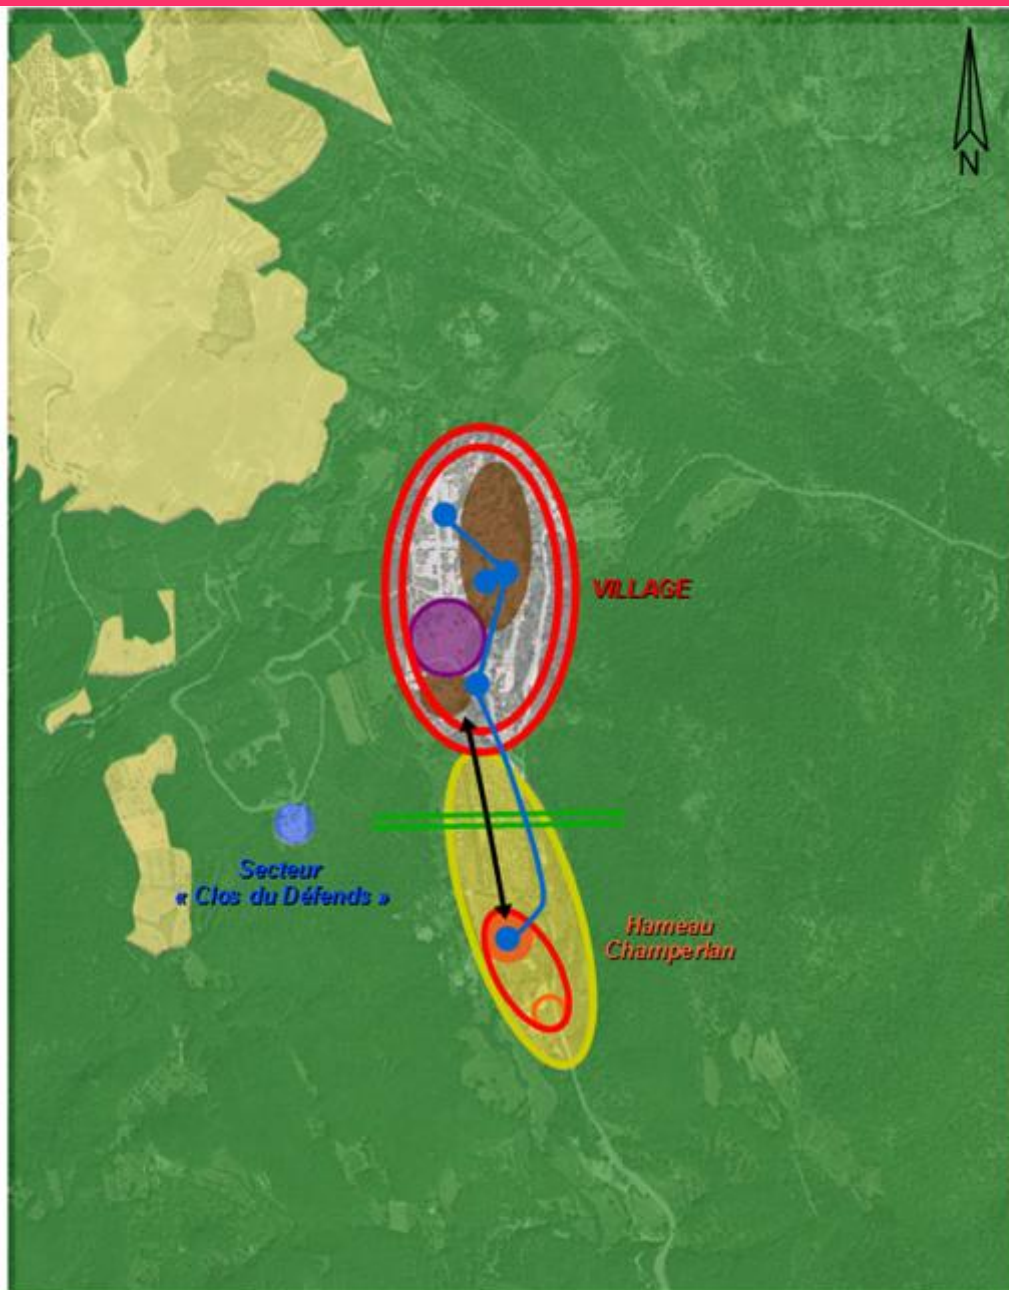 N
VILLAGE
Secteur
« Clos du Défends »
Hameau
Champerlan